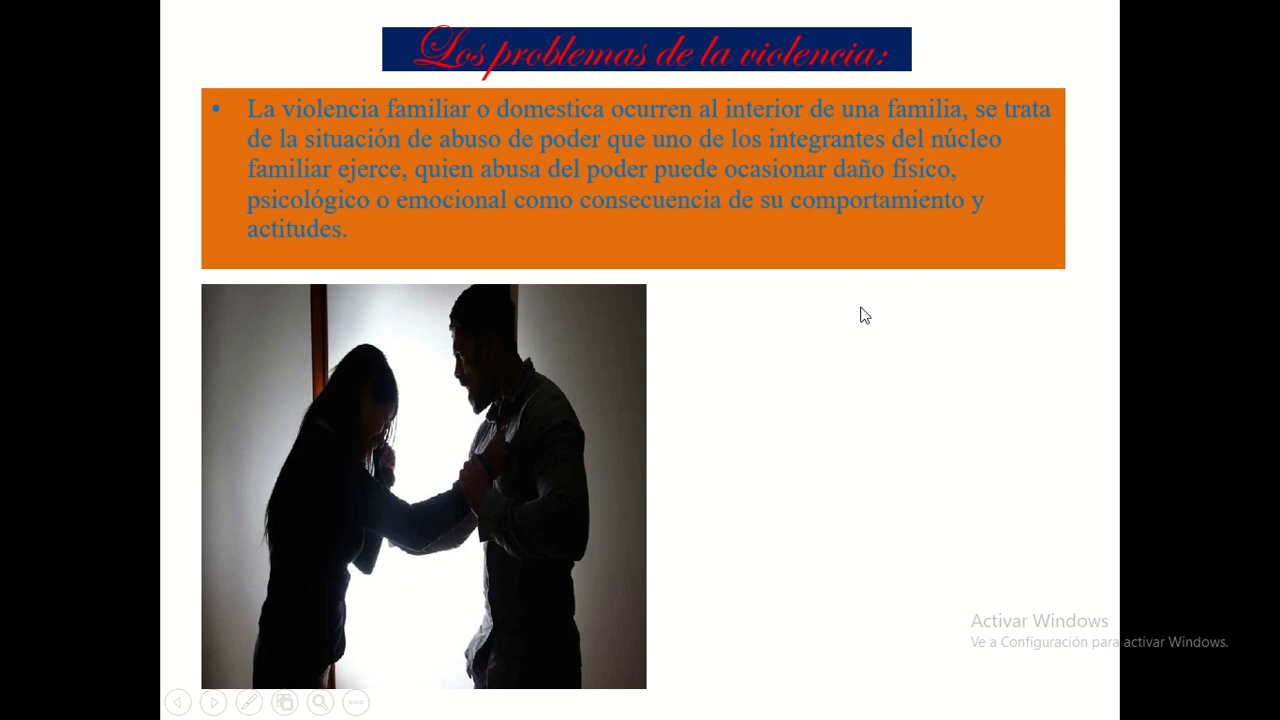 Los problemas de la violencia:
• La violencia familiar o domestica ocurren al interior de una familia, se trata
de la situación de abuso de poder que uno de los integrantes del núcleo
familiar ejerce, quien abusa del poder puede ocasionar daño físico,
psicológico o emocional como consecuencia de su comportamiento y
actitudes.
Activar Windows
Ve a Configuración para activar Windows.